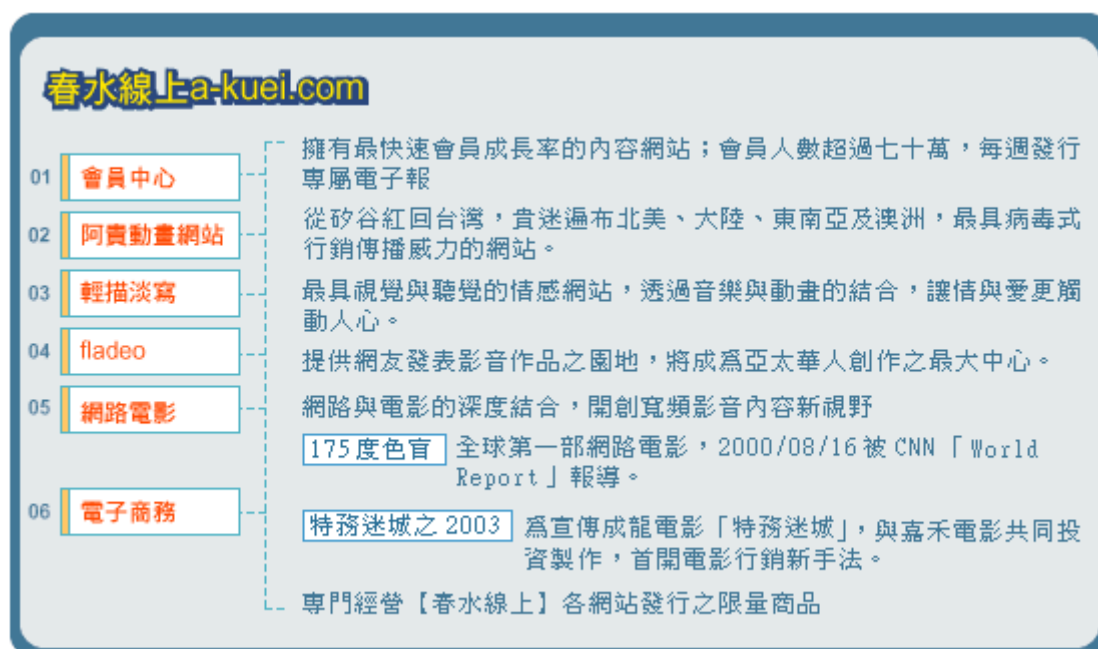 春水線上a-kuei.com
01 會員中心
擁有最快速會員成長率的內容網站；會員人數超過七十萬，每週發行
專屬電子報
02 阿貴動畫網站
從矽谷紅回台灣，貴迷遍布北美、大陸、東南亞及澳洲，最具病毒式
行銷傳播威力的網站。
03 輕描淡寫
最具視覺與聽覺的情感網站，透過音樂與動畫的結合，讓情與愛更觸
動人心。
04 fladeo
提供網友發表影音作品之園地，將成爲亞太華人創作之最大中心。
05 網路電影
網路與電影的深度結合，開創寬頻影音內容新視野
175度色盲 全球第一部網路電影，2000/08/16被CNN「World
Report」報導。
特務迷城之2003 爲宣傳成龍電影「特務迷城」，與嘉禾電影共同投
資製作，首開電影行銷新手法。
06 電子商務
專門經營【春水線上】各網站發行之限量商品